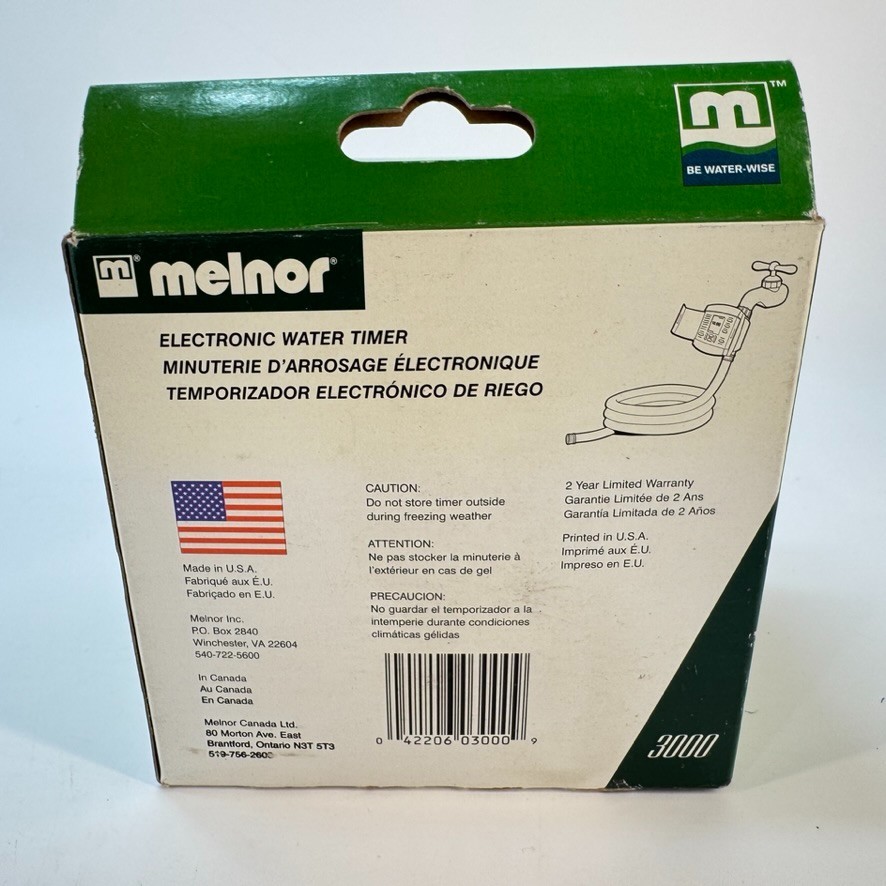 m™
BE WATER-WISE
m® melnor®
ELECTRONIC WATER TIMER
MINUTERIE D'ARROSAGE ÉLECTRONIQUE
TEMPORIZADOR ELECTRÓNICO DE RIEGO
Made in U.S.A.
Fabriqué aux É.U.
Fabriçado en E.U.
Melnor Inc.
P.O. Box 2840
Winchester, VA 22604
540-722-5600
In Canada
Au Canada
En Canada
Melnor Canada Ltd.
80 Morton Ave. East
Brantford, Ontario N3T 5T3
CAUTION:
Do not store timer outside
during freezing weather
ATTENTION:
Ne pas stocker la minuterie à
l'extérieur en cas de gel
PRECAUCION:
No guardar el temporizador a la
intemperie durante condiciones
climáticas gélidas
0 42206 03000 9
2 Year Limited Warranty
Garantie Limitée de 2 Ans
Garantía Limitada de 2 Años
Printed in U.S.A.
Imprimé aux É.U.
Impreso en E.U.
3000